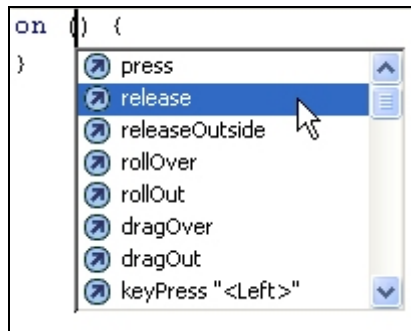 on () {
}
press
release
releaseOutside
rollOver
rollOut
dragOver
dragOut
keyPress "<Left>"